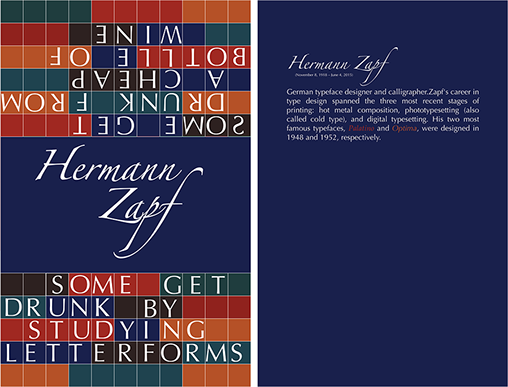 SOME GET
DRUNK FROM
A CHEAP
BOTLLE OF
WINE
Hermann
Zapf
SOME GET
DRUNK BY
STUDYING
LETTERFORMS
Hermann Zapf
(November 8, 1918 – June 4, 2015)
German typeface designer and calligrapher.Zapf's career in
type design spanned the three most recent stages of
printing: hot metal composition, phototypesetting (also
called cold type), and digital typesetting. His two most
famous typefaces, Palatino and Optima, were designed in
1948 and 1952, respectively.